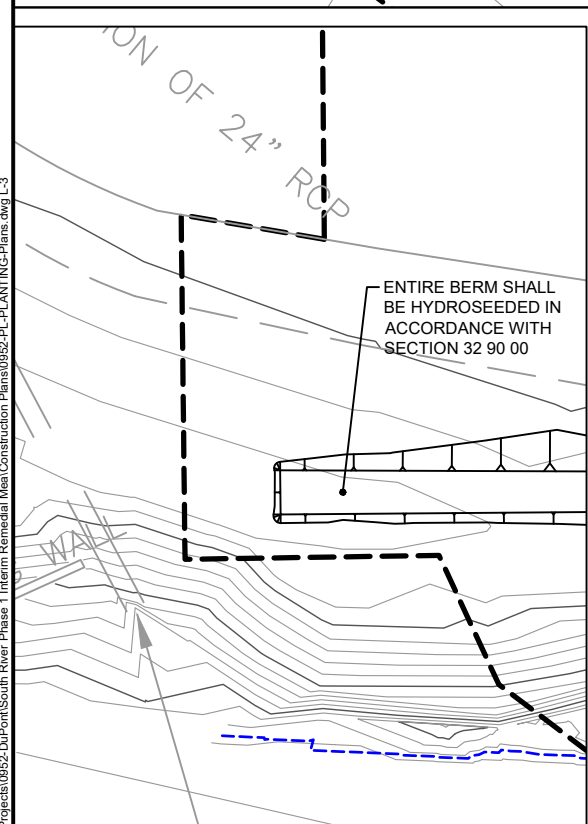 ION OF 24” RCP
ENTIRE BERM SHALL
BE HYDROSEEDED IN
ACCORDANCE WITH
SECTION 32 90 00
WALL
Projects\0952-DuPont\South River Phase 1 Interim Remedial Mea\Construction Plans\0952-PL-PLANTING-Plans.dwg L-3